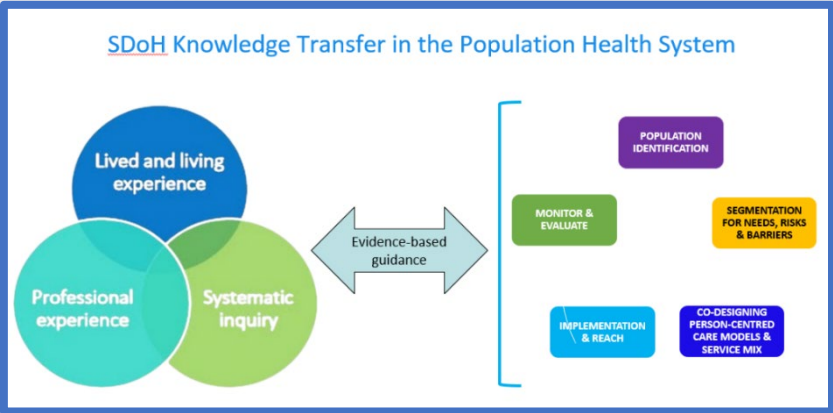 SDoH Knowledge Transfer in the Population Health System
Lived and living
experience
Professional
experience
Systematic
inquiry
Evidence-based
guidance
POPULATION
IDENTIFICATION
MONITOR &
EVALUATE
SEGMENTATION
FOR NEEDS, RISKS
& BARRIERS
IMPLEMENTATION
& REACH
CO-DESIGNING
PERSON-CENTRED
CARE MODELS &
SERVICE MIX